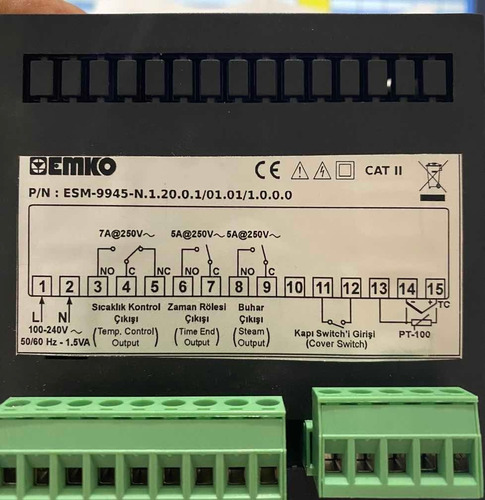 EMKO
CE
CAT II
P/N : ESM-9945-N.1.20.0.1/01.01/1.0.0.0
7A@250V~ 5A@250V~ 5A@250V~
NO C NC NO C NO C
1 2 3 4 5 6 7 8 9 10 11 12 13 14 15
L N
TC
100-240V~
50/60 Hz - 1.5VA
Sıcaklık Kontrol
Çıkışı
(Temp. Control)
Output
Zaman Rölesi
Çıkışı
(Time End)
Output
Buhar
Çıkışı
(Steam)
Output
Kapı Switch'i Girişi
(Cover Switch)
PT-100